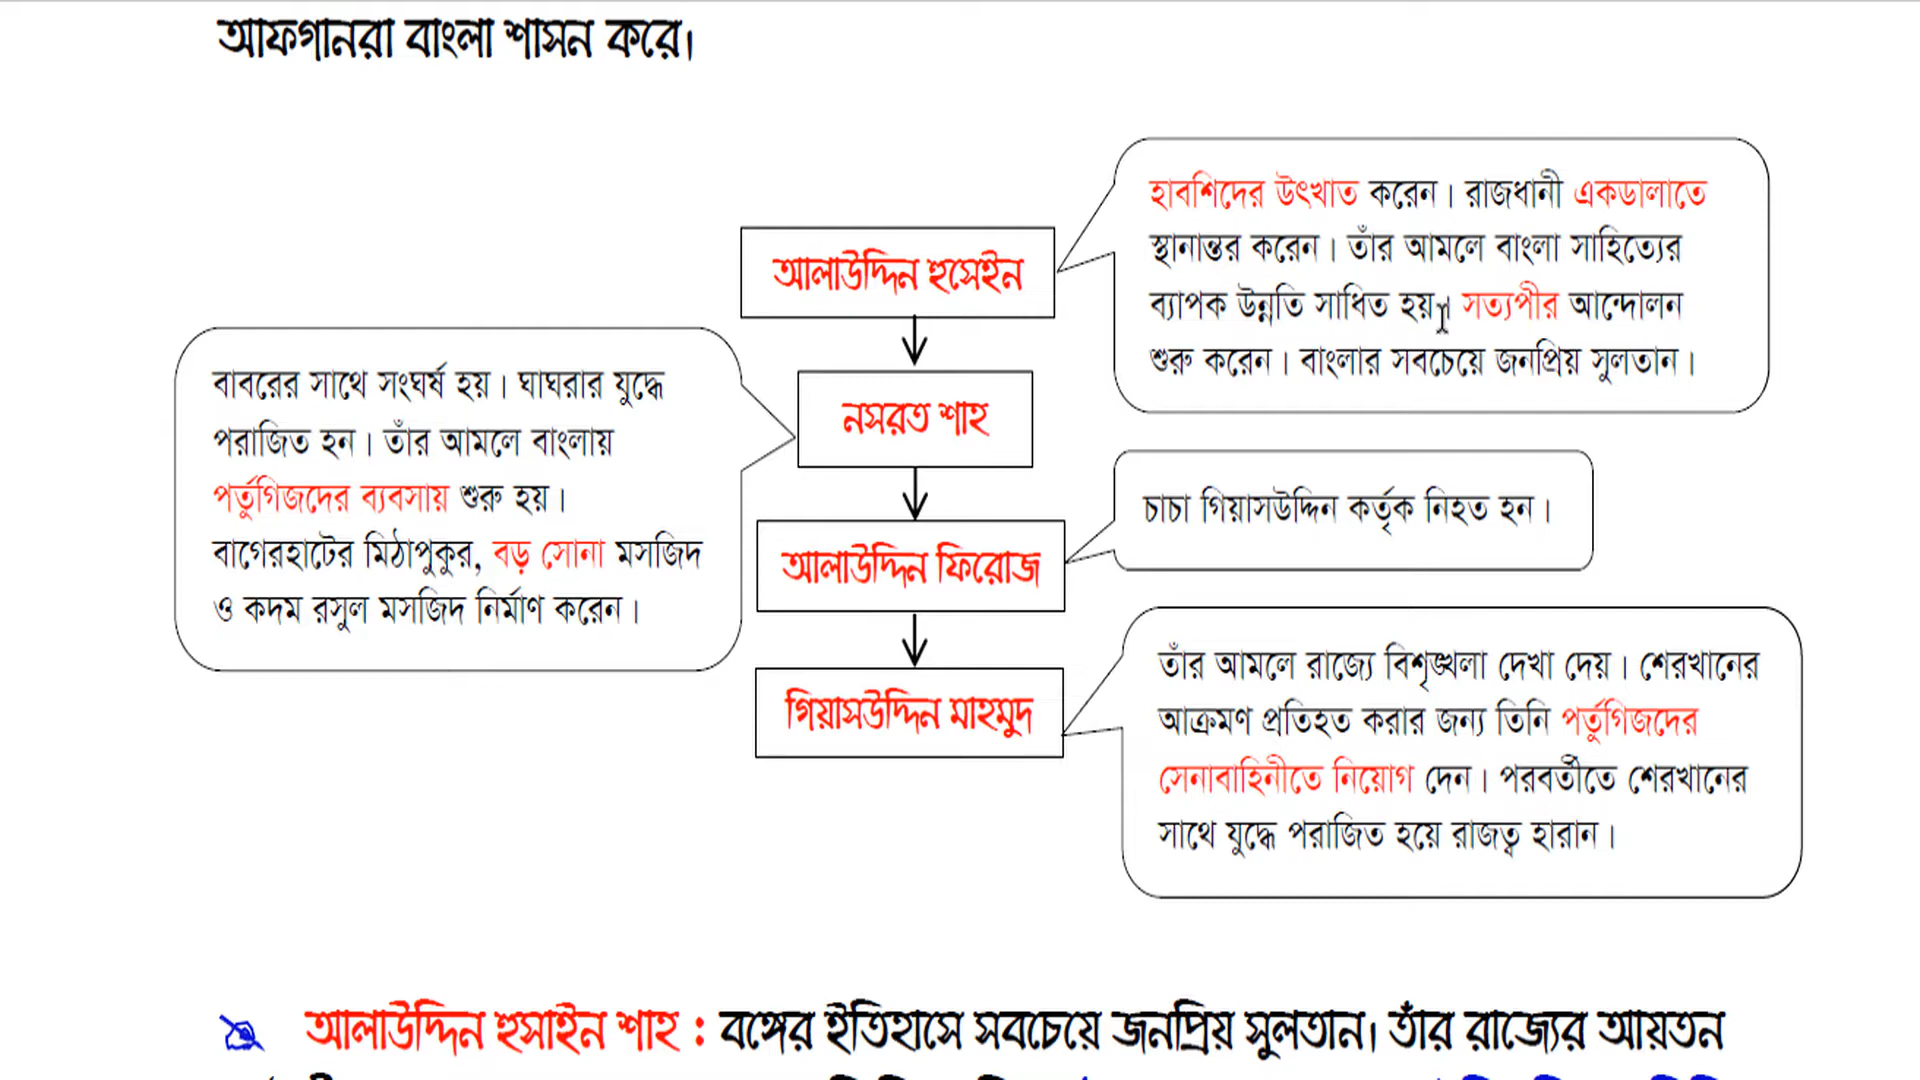 আফগানরা বাংলা শাসন করে।
হাবশিদের উৎখাত করেন। রাজধানী একডালাতে
স্থানান্তর করেন। তাঁর আমলে বাংলা সাহিত্যের
ব্যাপক উন্নতি সাধিত হয়। সত্যপীর আন্দোলন
শুরু করেন। বাংলার সবচেয়ে জনপ্রিয় সুলতান।
আলাউদ্দিন হুসেইন
বাবরের সাথে সংঘর্ষ হয়। ঘাঘরার যুদ্ধে
পরাজিত হন। তাঁর আমলে বাংলায়
পর্তুগিজদের ব্যবসায় শুরু হয়।
বাগেরহাটের মিঠাপুকুর, বড় সোনা মসজিদ
ও কদম রসুল মসজিদ নির্মাণ করেন।
নসরত শাহ
চাচা গিয়াসউদ্দিন কর্তৃক নিহত হন।
আলাউদ্দিন ফিরোজ
তাঁর আমলে রাজ্যে বিশৃঙ্খলা দেখা দেয়। শেরখানের
আক্রমণ প্রতিহত করার জন্য তিনি পর্তুগিজদের
সেনাবাহিনীতে নিয়োগ দেন। পরবর্তীতে শেরখানের
সাথে যুদ্ধে পরাজিত হয়ে রাজত্ব হারান।
গিয়াসউদ্দিন মাহমুদ
আলাউদ্দিন হুসাইন শাহ : বঙ্গের ইতিহাসে সবচেয়ে জনপ্রিয় সুলতান। তাঁর রাজ্যের আয়তন